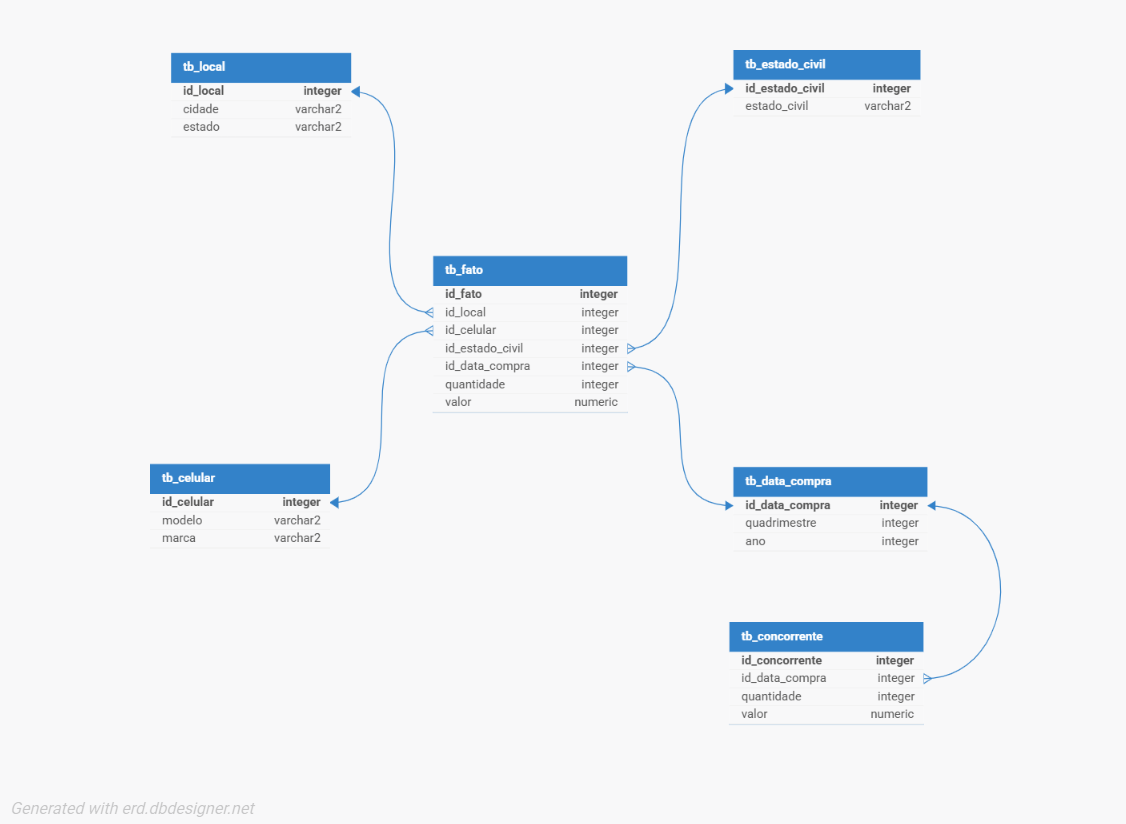 tb_local
id_local integer
cidade varchar2
estado varchar2
tb_estado_civil
id_estado_civil integer
estado_civil varchar2
tb_fato
id_fato integer
id_local integer
id_celular integer
id_estado_civil integer
id_data_compra integer
quantidade integer
valor numeric
tb_celular
id_celular integer
modelo varchar2
marca varchar2
tb_data_compra
id_data_compra integer
quadrimestre integer
ano integer
tb_concorrente
id_concorrente integer
id_data_compra integer
quantidade integer
valor numeric
Generated with erd.dbdesigner.net